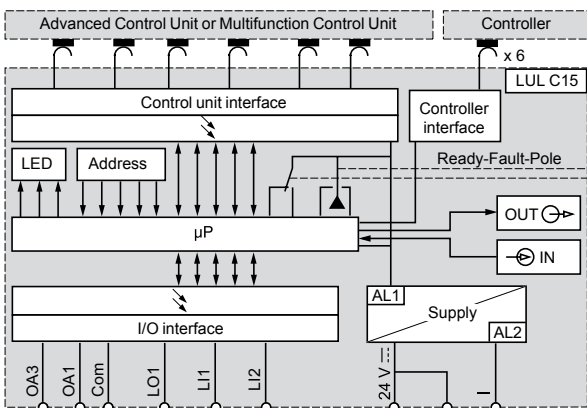 Advanced Control Unit or Multifunction Control Unit
Controller
x 6
LUL C15
Control unit interface
Controller
interface
Ready-Fault-Pole
LED
Address
µP
OUT
IN
AL1
Supply
AL2
I/O interface
OA3
OA1
Com
LO1
LI1
LI2
24 V